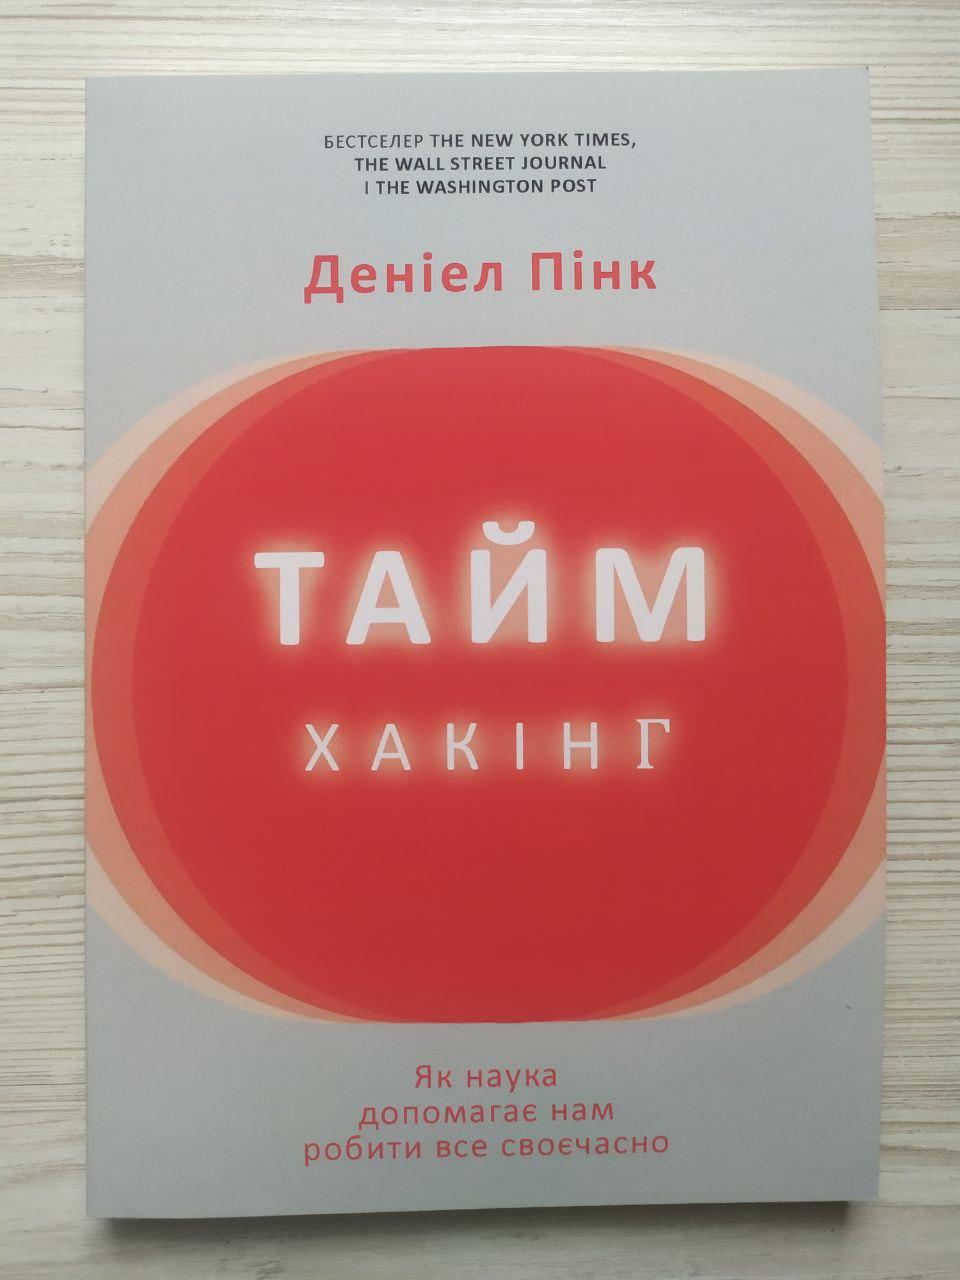 БЕСТСЕЛЕР THE NEW YORK TIMES,
THE WALL STREET JOURNAL
І THE WASHINGTON POST
Деніел Пінк
ТАЙМ
ХАКІНГ
Як наука
допомагає нам
робити все своєчасно